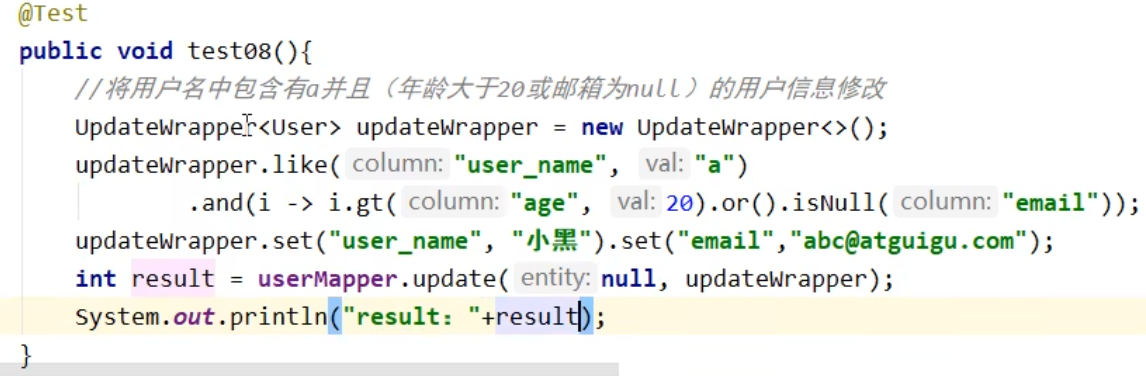 @Test
public void test08(){
//将用户名中包含有a并且（年龄大于20或邮箱为null）的用户信息修改
UpdateWrapper<User> updateWrapper = new UpdateWrapper<>();
updateWrapper.like( column: "user_name", val: "a")
.and(i -> i.gt( column: "age", val: 20).or().isNull( column: "email"));
updateWrapper.set("user_name", "小黑").set("email","abc@atguigu.com");
int result = userMapper.update( entity: null, updateWrapper);
System.out.println("result："+result);
}